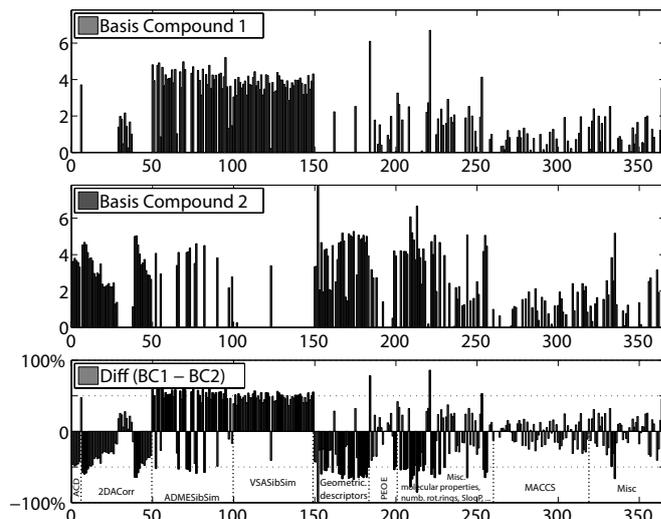 Basis Compound 1
6
4
2
0
0 50 100 150 200 250 300 350
Basis Compound 2
6
4
2
0
0 50 100 150 200 250 300 350
Diff (BC1 − BC2)
100%
0
−100%
0 50 100 150 200 250 300 350
ACD
2DACorr
ADMESibSim
VSASibSim
Geometric.
descriptors
PEOE
Misc.
molecular properties,
numb. rot.rings, SlogP, ...
MACCS
Misc